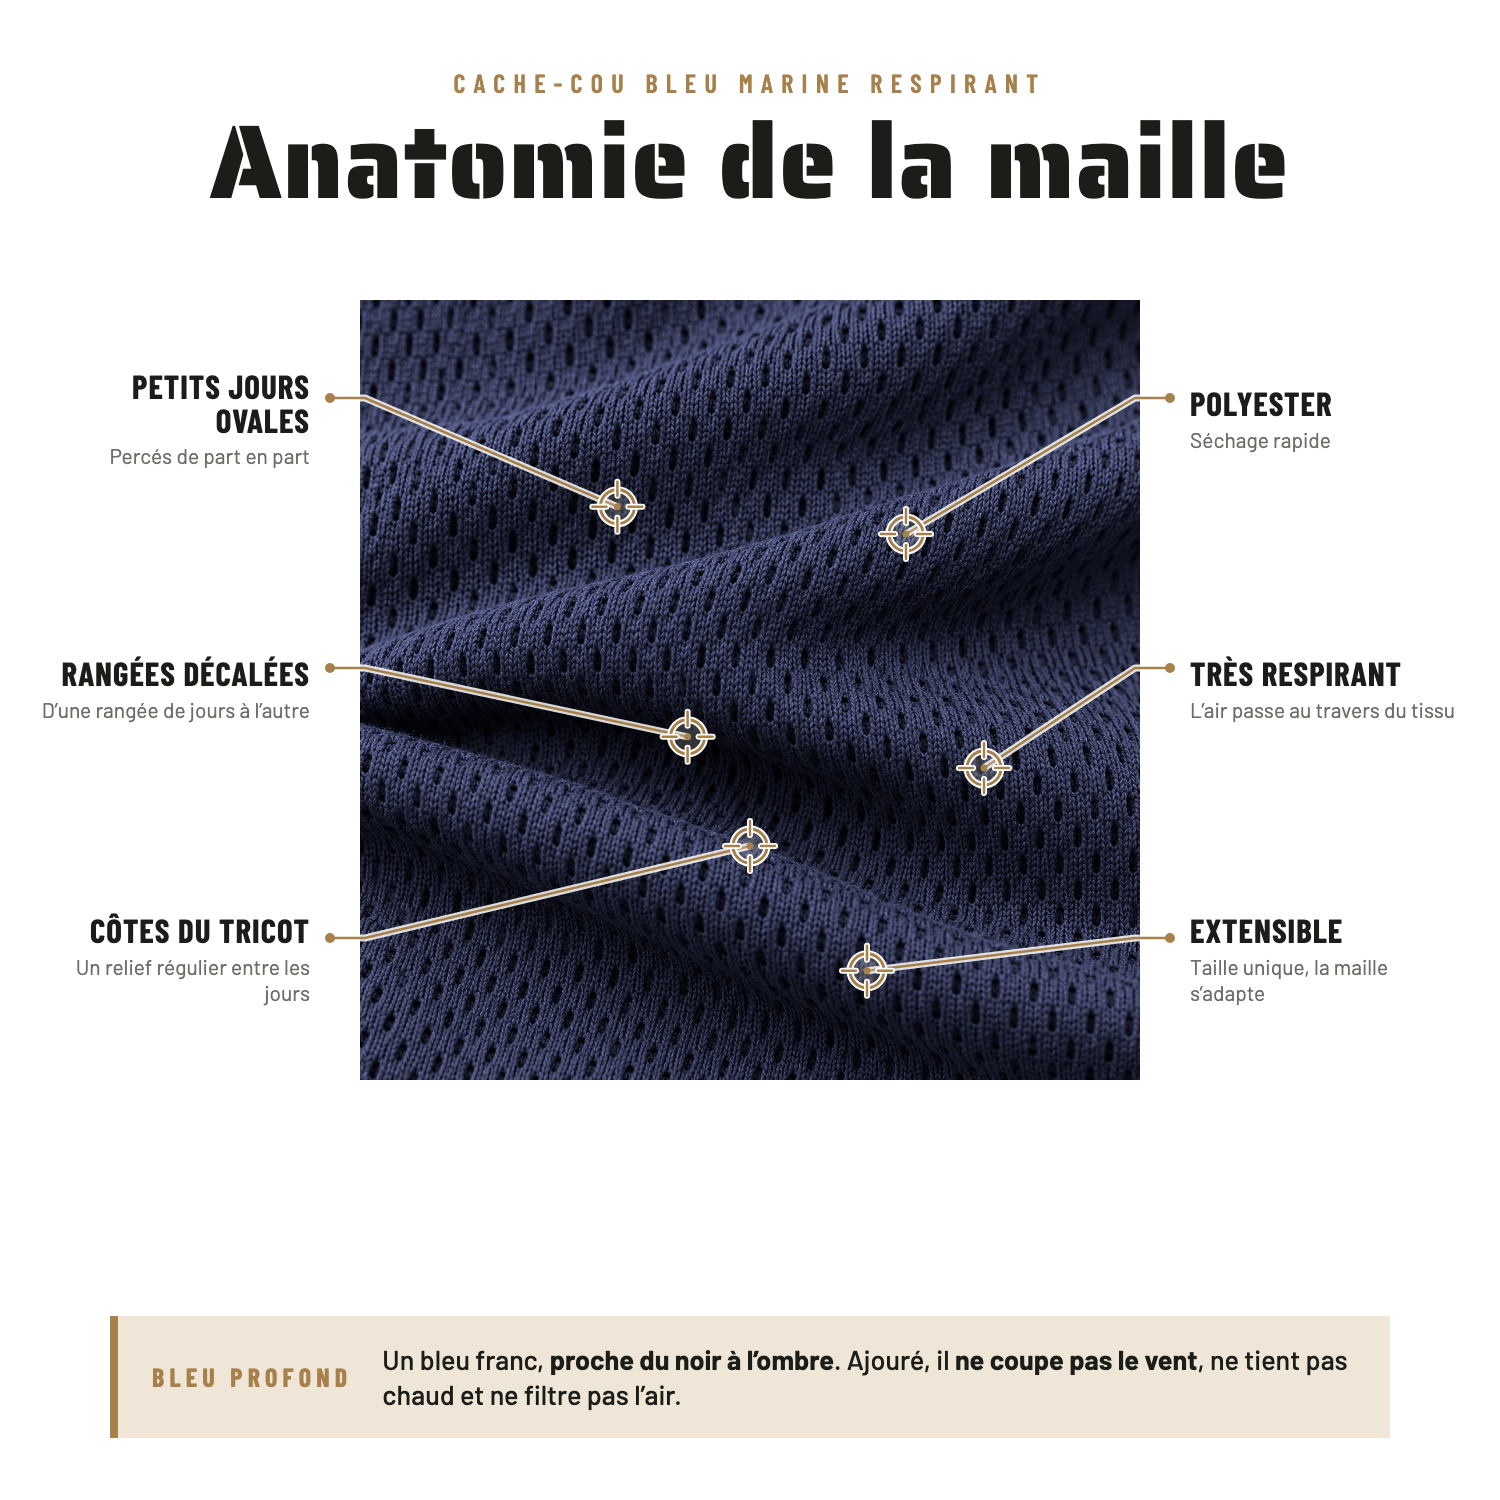 CACHE-COU BLEU MARINE RESPIRANT
Anatomie de la maille
PETITS JOURS
OVALES
Percés de part en part
RANGÉES DÉCALÉES
D’une rangée de jours à l’autre
CÔTES DU TRICOT
Un relief régulier entre les
jours
POLYESTER
Séchage rapide
TRÈS RESPIRANT
L’air passe au travers du tissu
EXTENSIBLE
Taille unique, la maille
s’adapte
BLEU PROFOND
Un bleu franc, proche du noir à l’ombre. Ajouré, il ne coupe pas le vent, ne tient pas
chaud et ne filtre pas l’air.